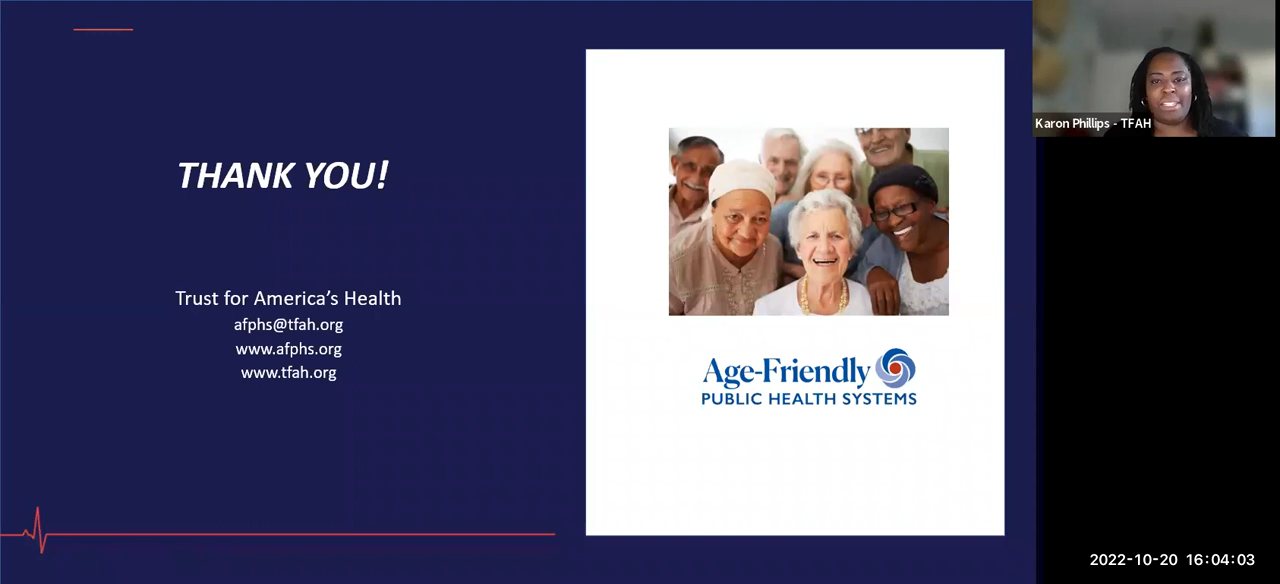 THANK YOU!
Trust for America's Health
afphs@tfah.org
www.afphs.org
www.tfah.org
Age-Friendly
PUBLIC HEALTH SYSTEMS
Karon Phillips - TFAH
2022-10-20 16:04:03